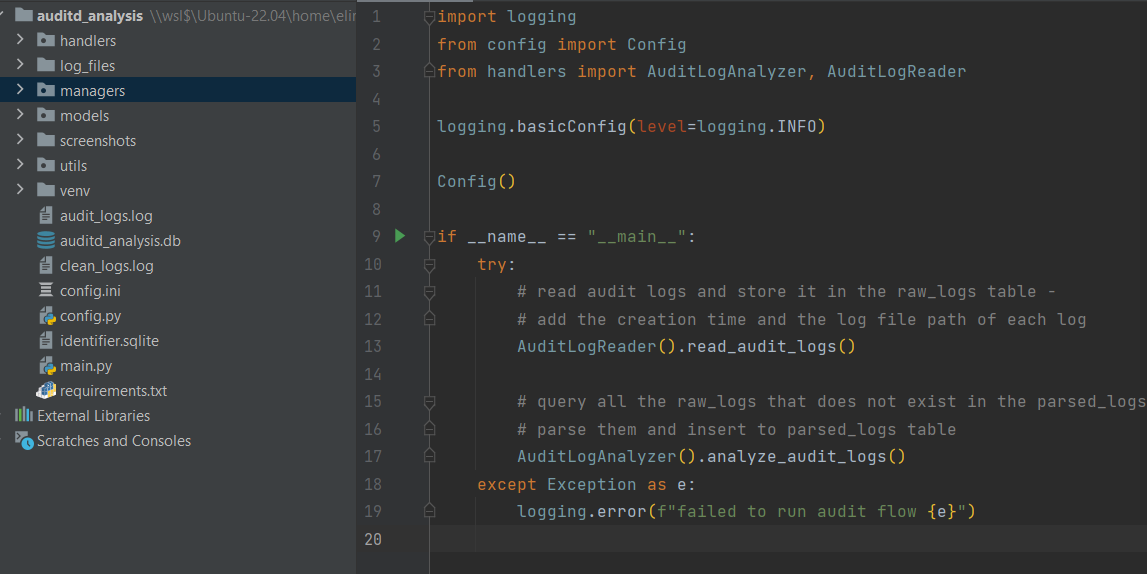 auditd_analysis \\wsl$\Ubuntu-22.04\home\elir
handlers
log_files
managers
models
screenshots
utils
venv
audit_logs.log
auditd_analysis.db
clean_logs.log
config.ini
config.py
identifier.sqlite
main.py
requirements.txt
External Libraries
Scratches and Consoles
1 import logging
2 from config import Config
3 from handlers import AuditLogAnalyzer, AuditLogReader
4
5 logging.basicConfig(level=logging.INFO)
6
7 Config()
8
9 if __name__ == "__main__":
10 try:
11 # read audit logs and store it in the raw_logs table -
12 # add the creation time and the log file path of each log
13 AuditLogReader().read_audit_logs()
14
15 # query all the raw_logs that does not exist in the parsed_logs
16 # parse them and insert to parsed_logs table
17 AuditLogAnalyzer().analyze_audit_logs()
18 except Exception as e:
19 logging.error(f"failed to run audit flow {e}")
20